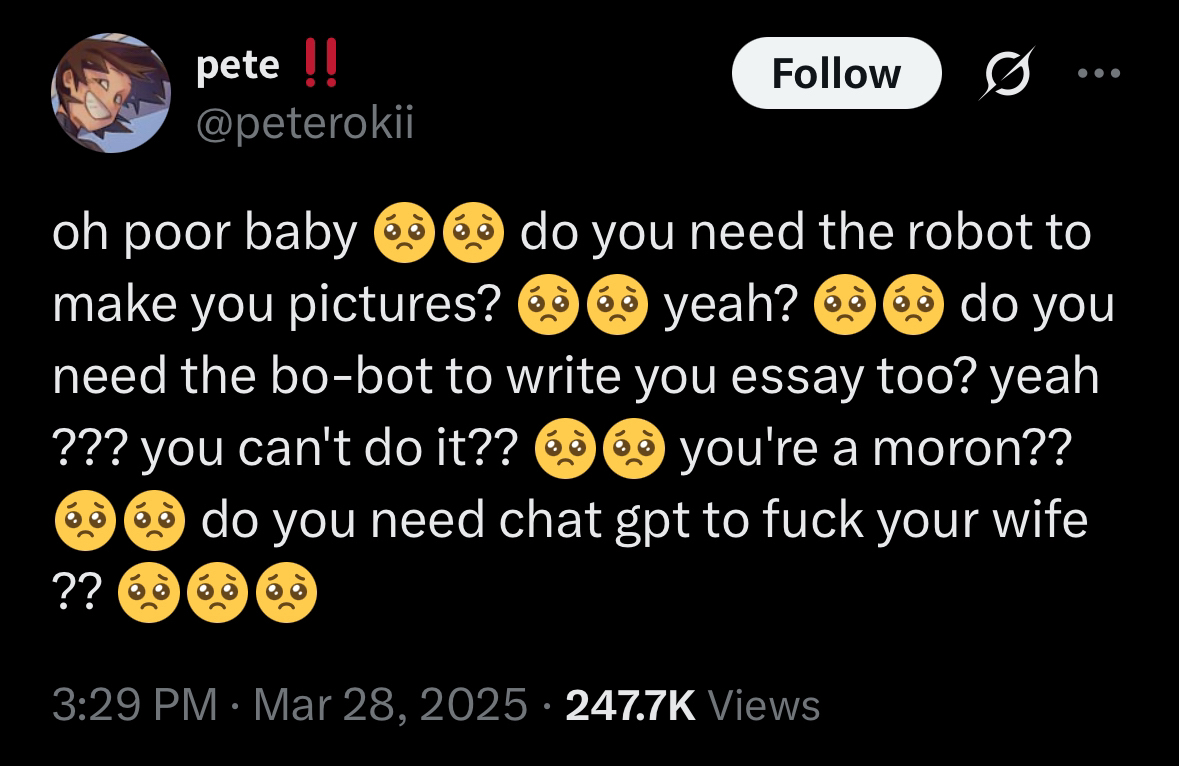 pete ‼️
Follow
@peterokii
oh poor baby 🥺🥺 do you need the robot to
make you pictures? 🥺🥺 yeah? 🥺🥺 do you
need the bo-bot to write you essay too? yeah
??? you can't do it?? 🥺🥺 you're a moron??
🥺🥺 do you need chat gpt to fuck your wife
?? 🥺🥺🥺
3:29 PM · Mar 28, 2025 · 247.7K Views